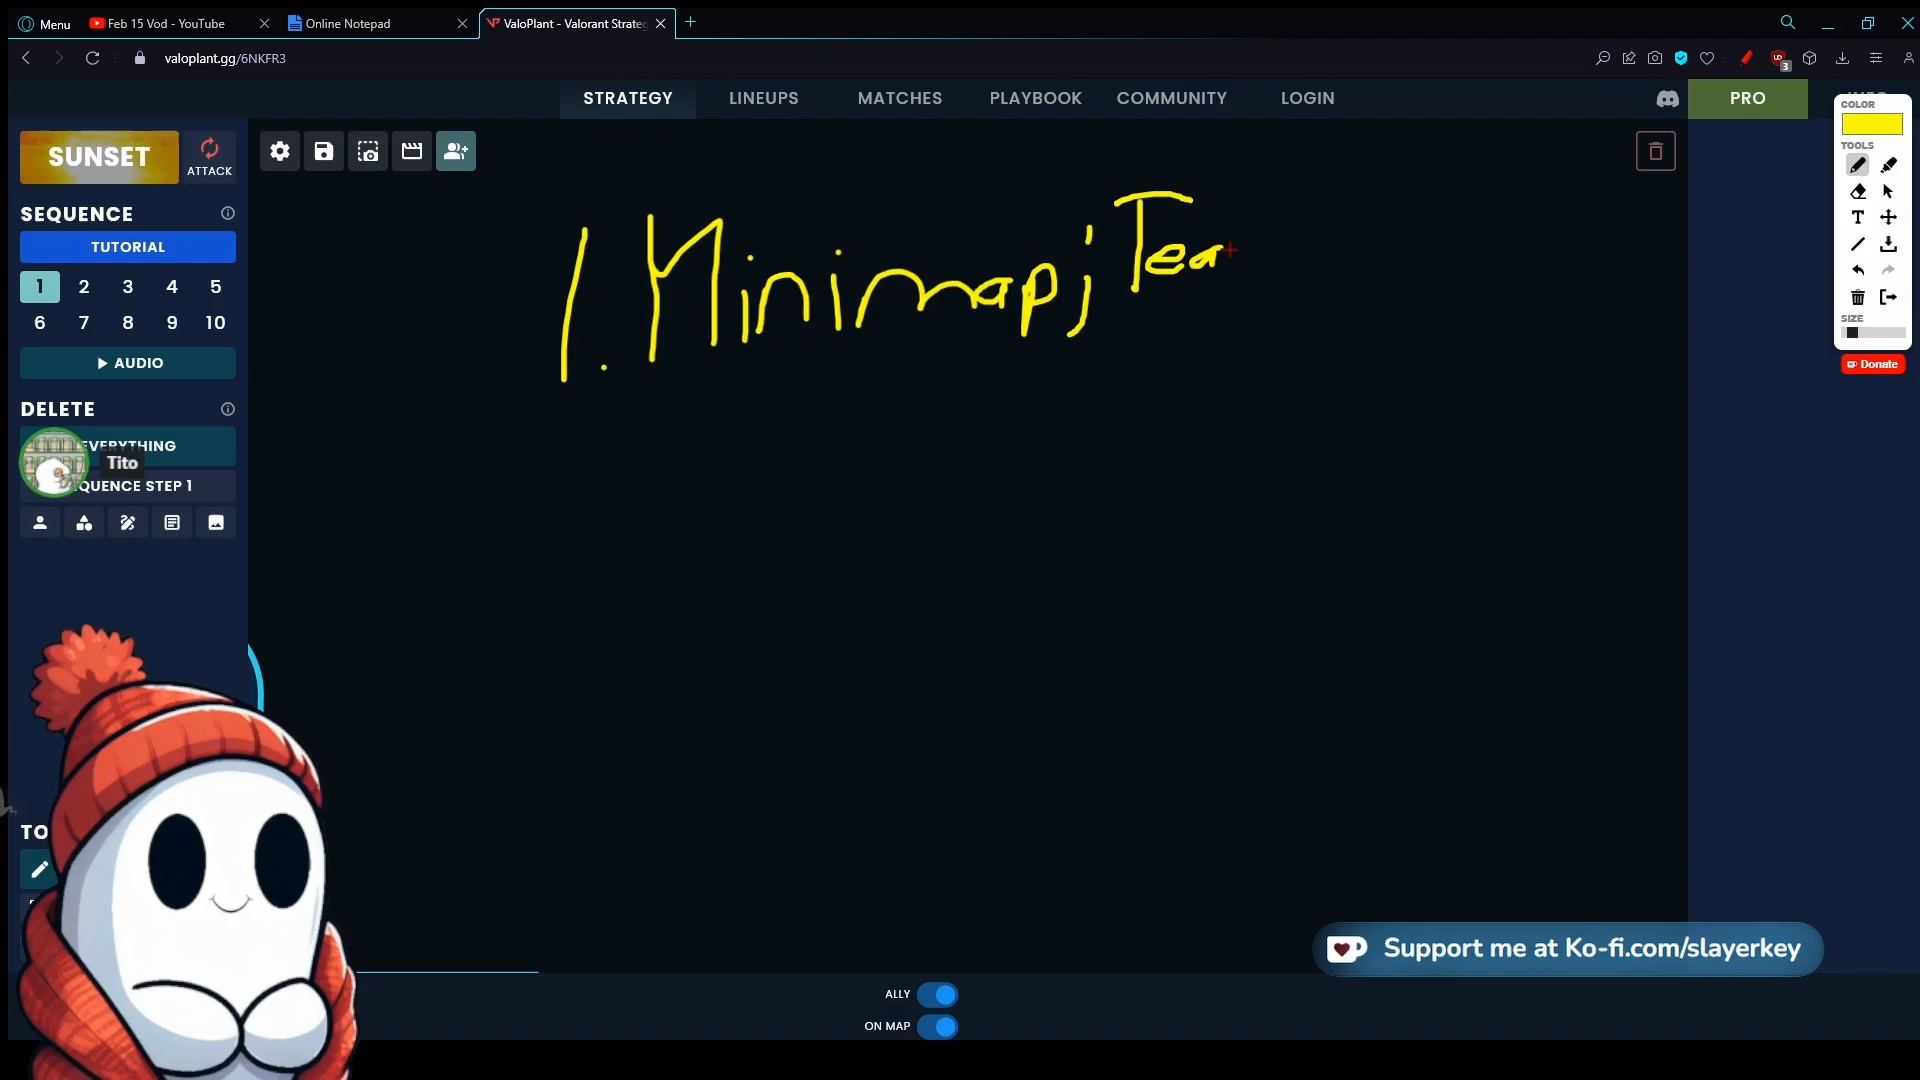 Menu
Feb 15 Vod - YouTube
Online Notepad
ValoPlant - Valorant Strateg
valoplant.gg/6NKFR3
3
STRATEGY
LINEUPS
MATCHES
PLAYBOOK
COMMUNITY
LOGIN
PRO
COLOR
TOOLS
T
SIZE
Donate
SUNSET
ATTACK
SEQUENCE
TUTORIAL
1 2 3 4 5
6 7 8 9 10
AUDIO
DELETE
EVERYTHING
Tito
QUENCE STEP 1
TO
1. Minimap; Tea
Support me at Ko-fi.com/slayerkey
ALLY
ON MAP